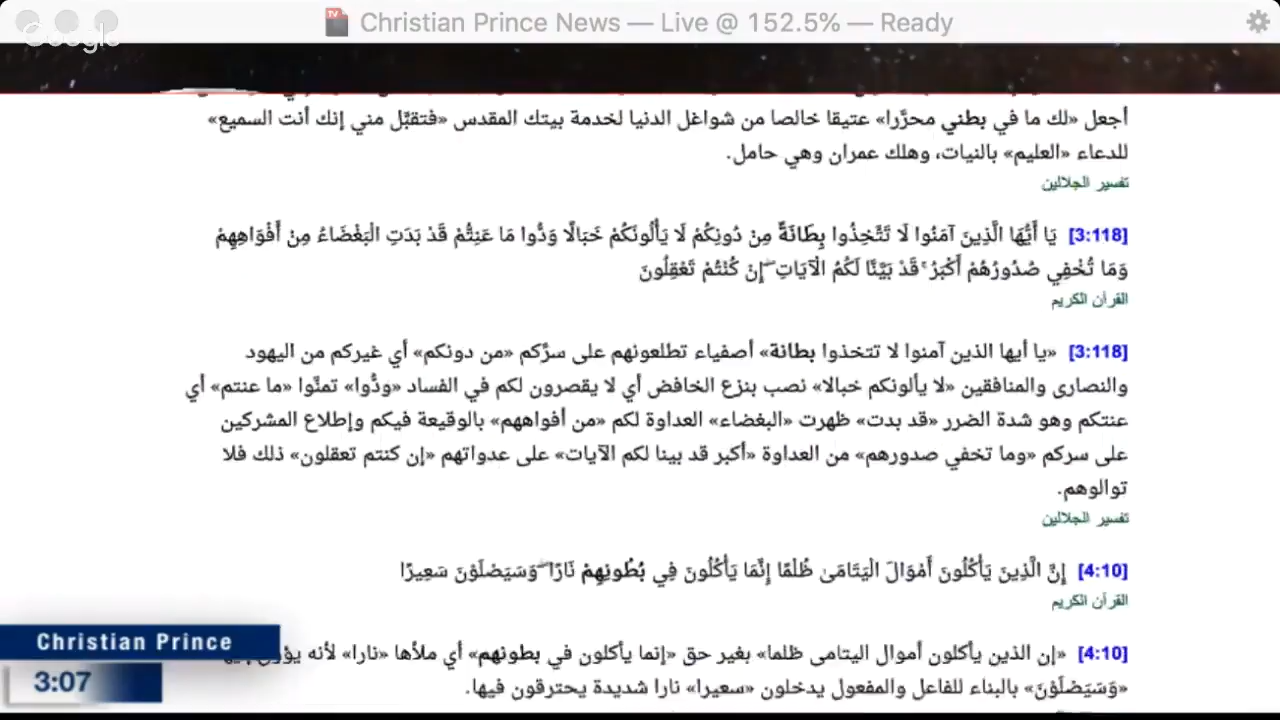 Christian Prince News — Live @ 152.5% — Ready
Google
أجعل «لك ما في بطني محرَّرا» عتيقا خالصا من شواغل الدنيا لخدمة بيتك المقدس «فتقبَّل مني إنك أنت السميع»
للدعاء «العليم» بالنيات، وهلك عمران وهي حامل.
تفسير الجلالين
[3:118] يَا أَيُّهَا الَّذِينَ آمَنُوا لَا تَتَّخِذُوا بِطَانَةً مِنْ دُونِكُمْ لَا يَأْلُونَكُمْ خَبَالًا وَدُّوا مَا عَنِتُّمْ قَدْ بَدَتِ الْبَغْضَاءُ مِنْ أَفْوَاهِهِمْ
وَمَا تُخْفِي صُدُورُهُمْ أَكْبَرُ ۚ قَدْ بَيَّنَّا لَكُمُ الْآيَاتِ ۖ إِنْ كُنْتُمْ تَعْقِلُونَ
القرآن الكريم
[3:118] «يا أيها الذين آمنوا لا تتخذوا بطانة» أصفياء تطلعونهم على سرِّكم «من دونكم» أي غيركم من اليهود
والنصارى والمنافقين «لا يألونكم خبالا» نصب بنزع الخافض أي لا يقصرون لكم في الفساد «ودُّوا» تمنَّوا «ما عنتم» أي
عنتكم وهو شدة الضرر «قد بدت» ظهرت «البغضاء» العداوة لكم «من أفواههم» بالوقيعة فيكم وإطلاع المشركين
على سركم «وما تخفي صدورهم» من العداوة «أكبر قد بينا لكم الآيات» على عدواتهم «إن كنتم تعقلون» ذلك فلا
توالوهم.
تفسير الجلالين
[4:10] إِنَّ الَّذِينَ يَأْكُلُونَ أَمْوَالَ الْيَتَامَىٰ ظُلْمًا إِنَّمَا يَأْكُلُونَ فِي بُطُونِهِمْ نَارًا ۖ وَسَيَصْلَوْنَ سَعِيرًا
القرآن الكريم
[4:10] «إن الذين يأكلون أموال اليتامى ظلما» بغير حق «إنما يأكلون في بطونهم» أي ملأها «نارا» لأنه
«وَسَيَصْلَوْنَ» بالبناء للفاعل والمفعول يدخلون «سعيرا» نارا شديدة يحترقون فيها.
Christian Prince
3:07